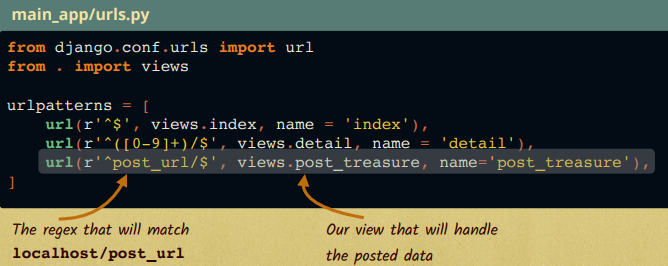 main_app/urls.py
from django.conf.urls import url
from . import views
urlpatterns = [
url(r'^$', views.index, name = 'index'),
url(r'^([0-9]+)/$', views.detail, name = 'detail'),
url(r'^post_url/$', views.post_treasure, name='post_treasure'),
]
The regex that will match
localhost/post_url
Our view that will handle
the posted data